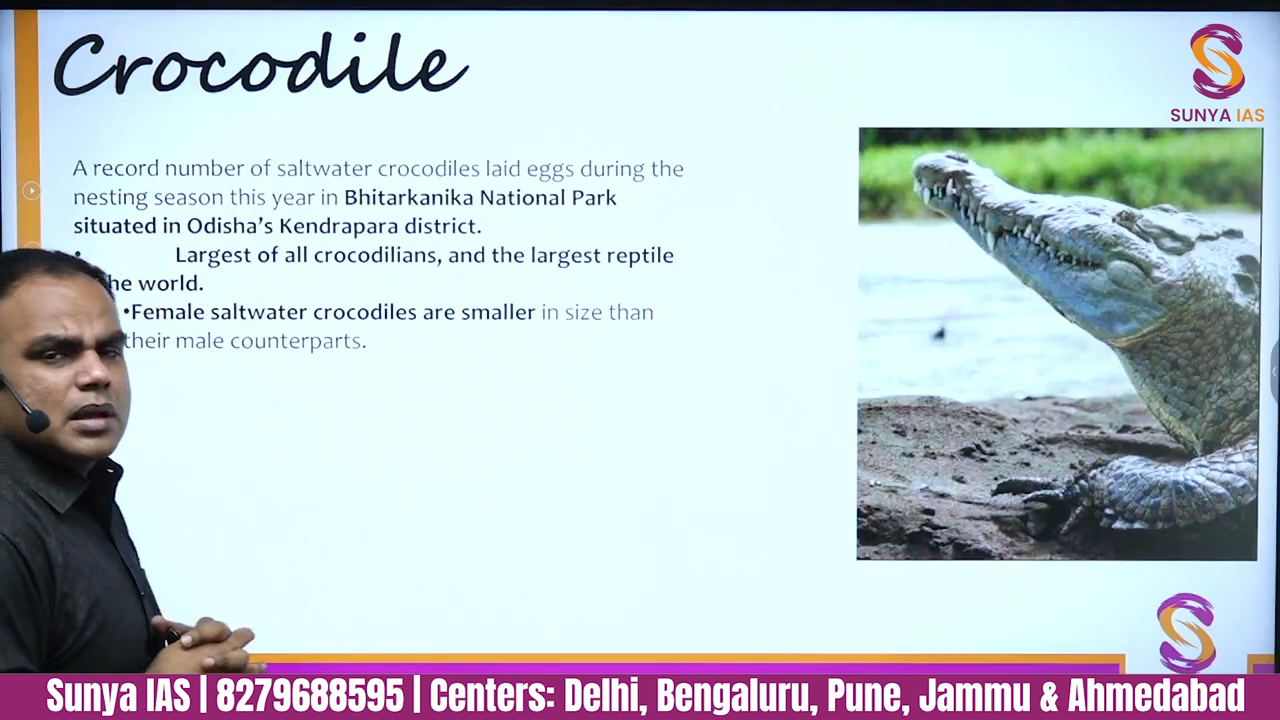 Crocodile
SUNYA IAS
A record number of saltwater crocodiles laid eggs during the
nesting season this year in Bhitarkanika National Park
situated in Odisha's Kendrapara district.
• Largest of all crocodilians, and the largest reptile
he world.
•Female saltwater crocodiles are smaller in size than
their male counterparts.
Sunya IAS | 8279688595 | Centers: Delhi, Bengaluru, Pune, Jammu & Ahmedabad